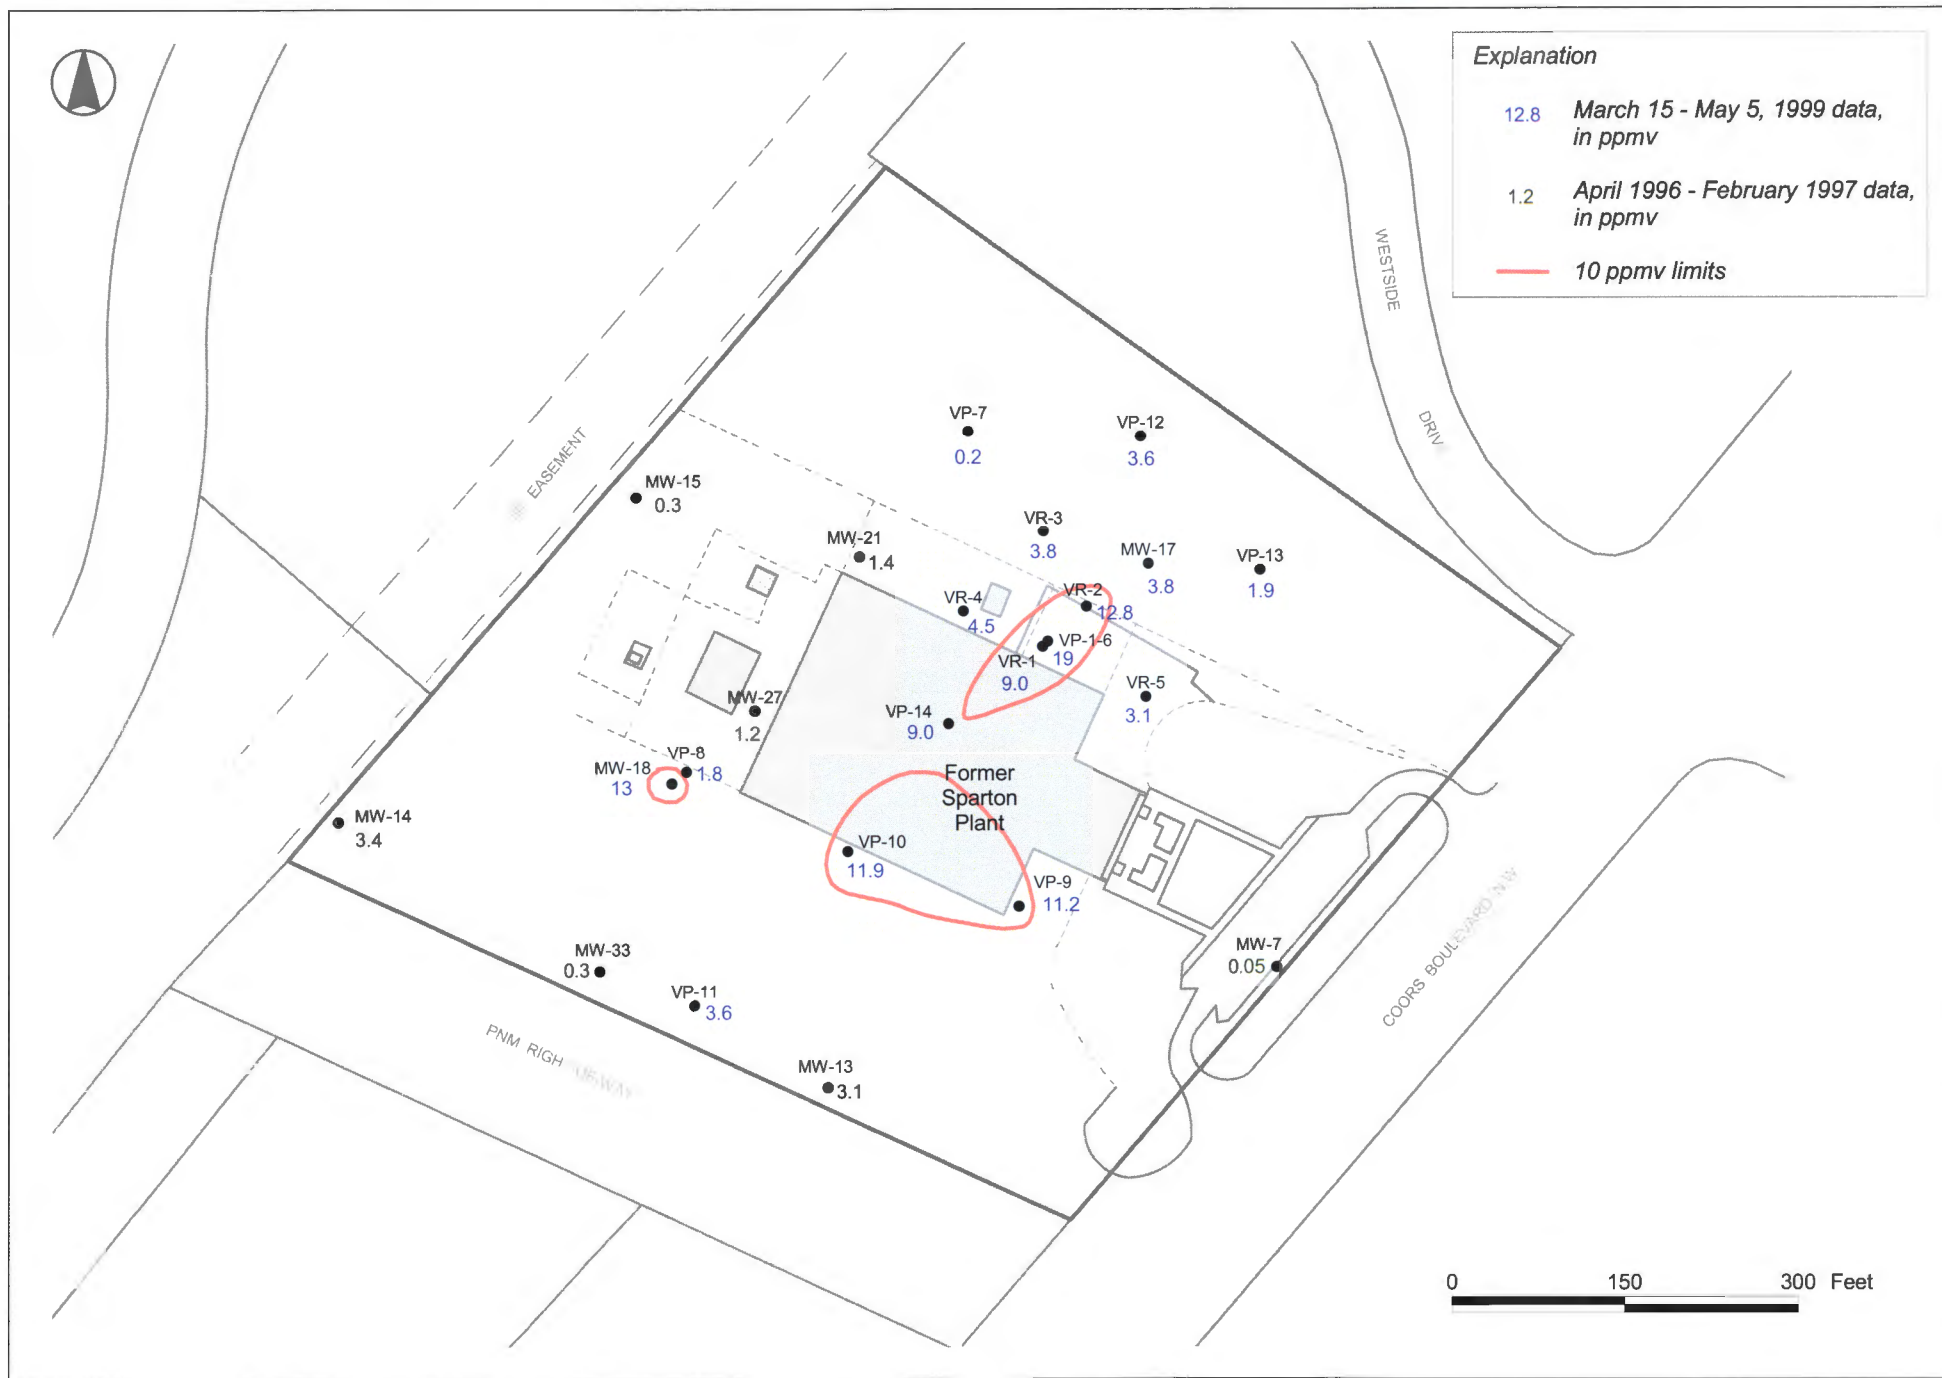 Explanation
12.8 March 15 - May 5, 1999 data,
in ppmv
1.2 April 1996 - February 1997 data,
in ppmv
10 ppmv limits
WESTSIDE
EASEMENT
VP-7
0.2
VP-12
3.6
MW-15
0.3
VR-3
3.8
MW-21
1.4
MW-17
3.8
VP-13
1.9
VR-2
12.8
VR-4
4.5
VP-1-6
19
VR-1
9.0
VR-5
3.1
MW-27
1.2
VP-14
9.0
VP-8
1.8
MW-18
13
Former
Sparton
Plant
MW-14
3.4
VP-10
11.9
VP-9
11.2
MW-7
0.05
COORS BOULEVARD N.W
MW-33
0.3
VP-11
3.6
PNM
MW-13
3.1
0 150 300 Feet